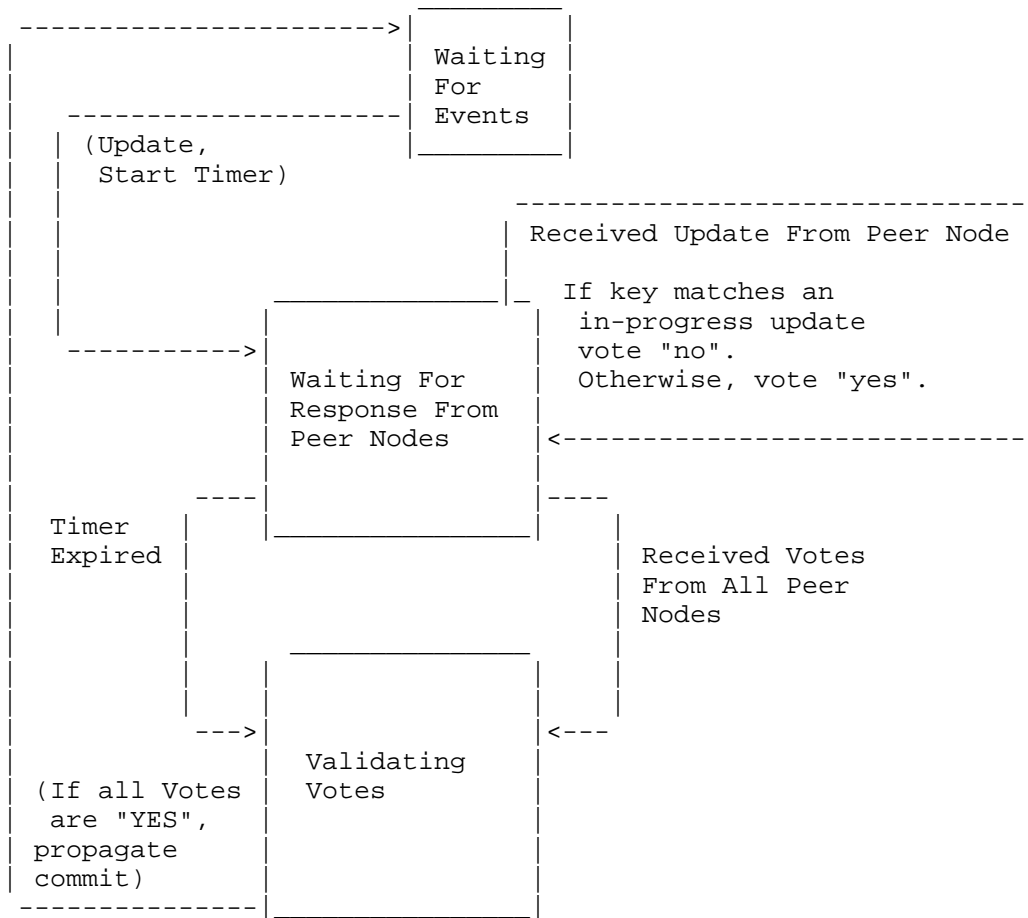 Waiting
For
Events
(Update,
Start Timer)
Received Update From Peer Node
If key matches an
in-progress update
vote "no".
Otherwise, vote "yes".
Waiting For
Response From
Peer Nodes
Timer
Expired
Received Votes
From All Peer
Nodes
Validating
Votes
(If all Votes
are "YES",
propagate
commit)